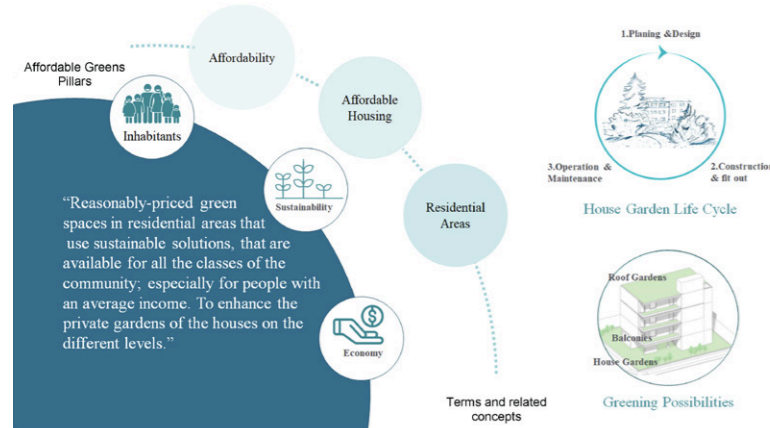 Affordable Greens
Pillars
Affordability
Inhabitants
Affordable
Housing
Sustainability
Residential
Areas
“Reasonably-priced green
spaces in residential areas that
use sustainable solutions, that are
available for all the classes of the
community; especially for people with
an average income. To enhance the
private gardens of the houses on the
different levels.”
$
Economy
Terms and related
concepts
1.Planing &Design
3.Operation &
Maintenance
2.Construction
& fit out
House Garden Life Cycle
Roof Gardens
Balconies
House Gardens
Greening Possibilities